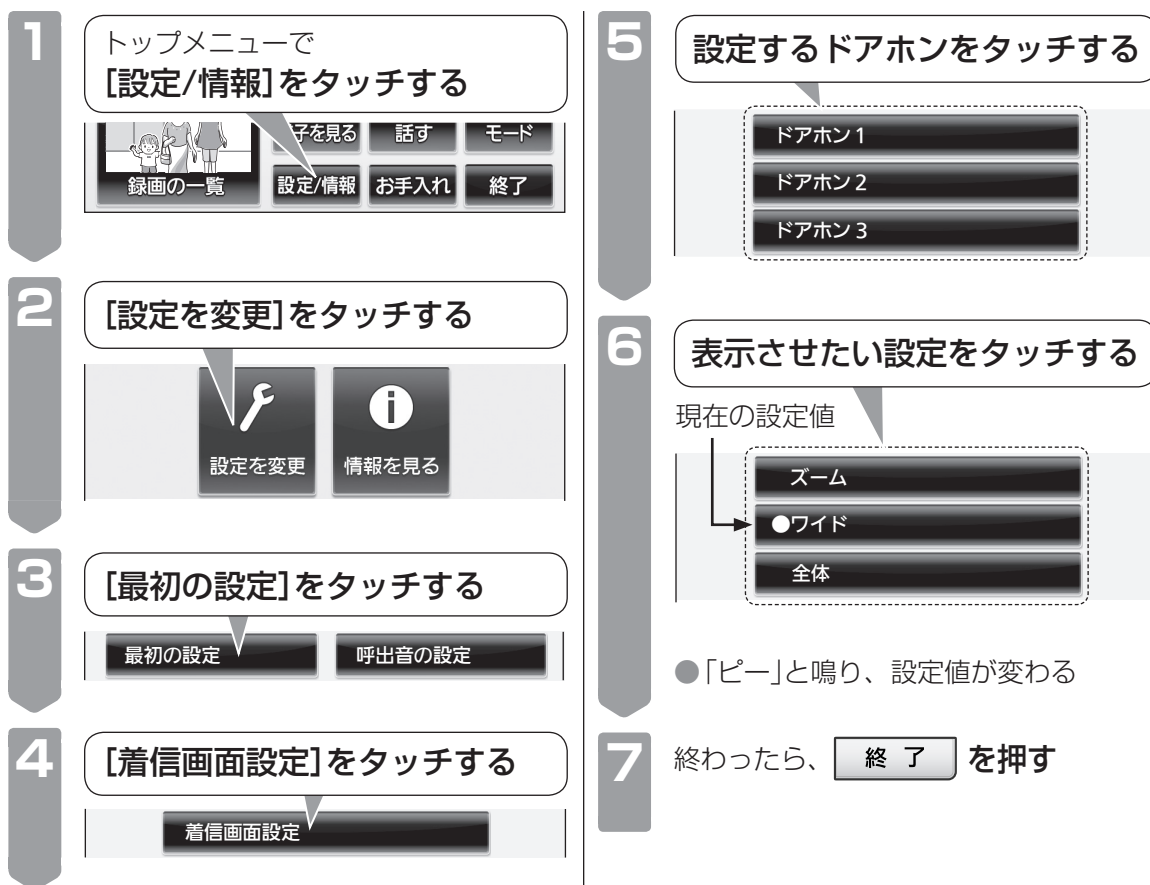 1
トップメニューで
[設定/情報]をタッチする
子を見る
話す
モード
録画の一覧
設定/情報
お手入れ
終了
2
[設定を変更]をタッチする
設定を変更
情報を見る
3
[最初の設定]をタッチする
最初の設定
呼出音の設定
4
[着信画面設定]をタッチする
着信画面設定
5
設定するドアホンをタッチする
ドアホン1
ドアホン2
ドアホン3
6
表示させたい設定をタッチする
現在の設定値
ズーム
●ワイド
全体
●「ピー」と鳴り、設定値が変わる
7
終わったら、 終 了 を押す